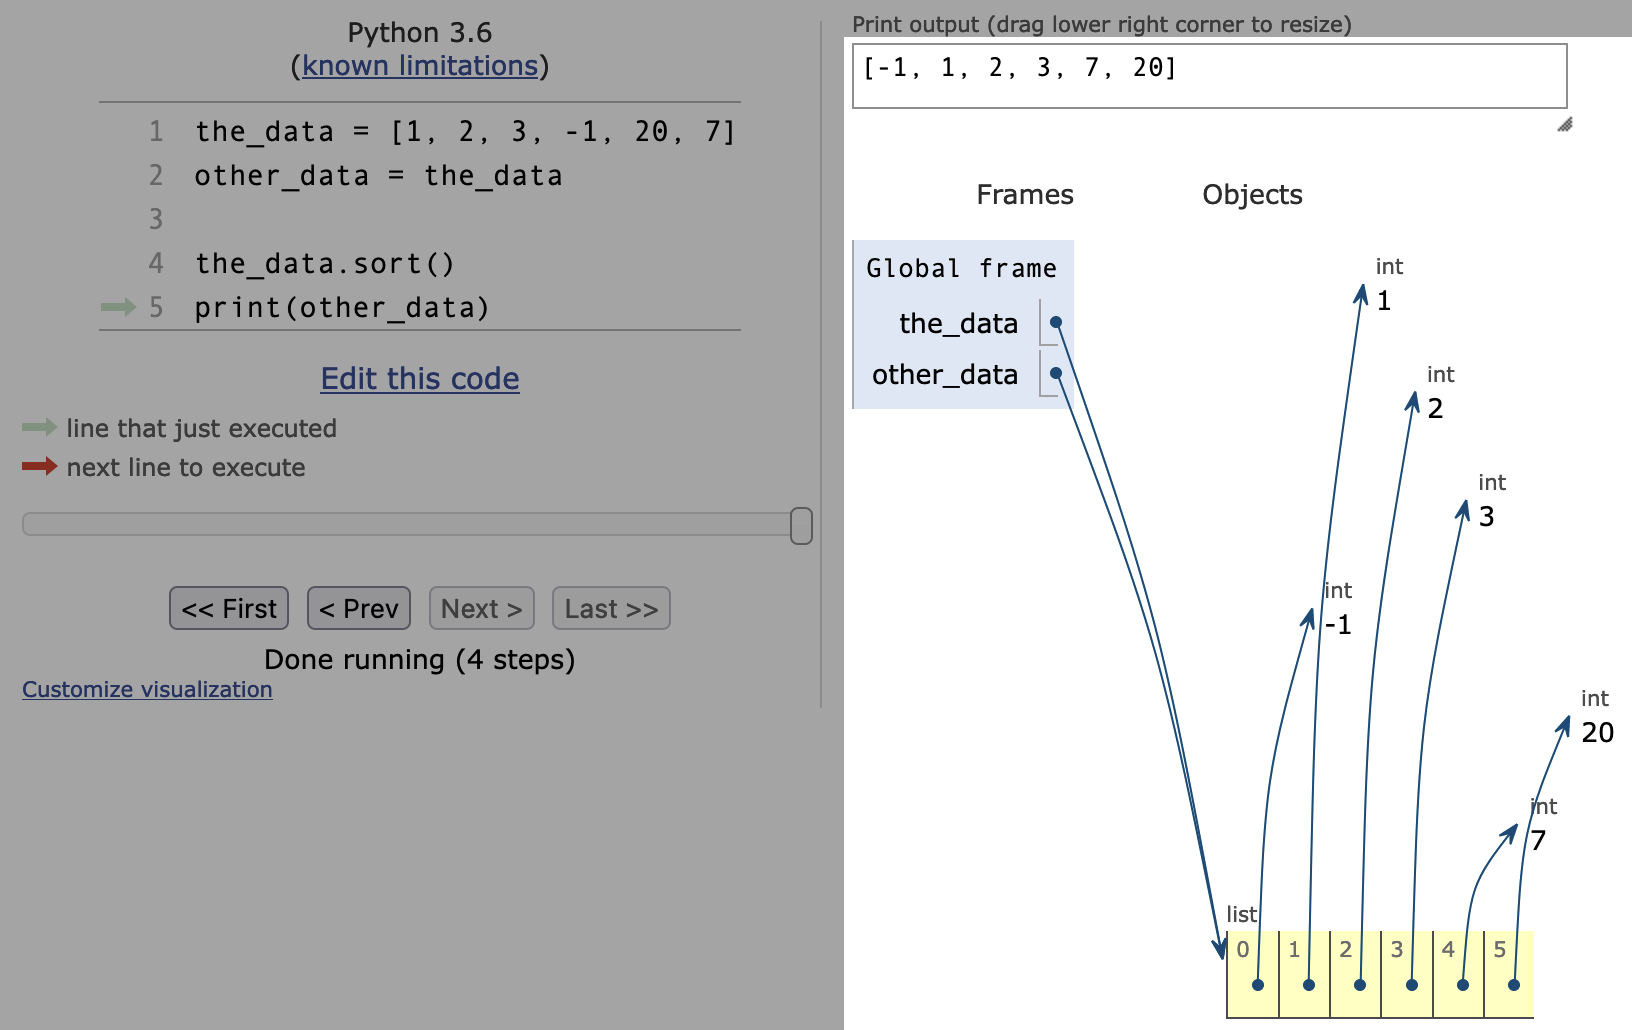 Python 3.6
(known limitations)
1 the_data = [1, 2, 3, -1, 20, 7]
2 other_data = the_data
3
4 the_data.sort()
5 print(other_data)
Edit this code
line that just executed
next line to execute
<< First < Prev Next > Last >>
Done running (4 steps)
Customize visualization
Print output (drag lower right corner to resize)
[-1, 1, 2, 3, 7, 20]
Frames Objects
Global frame
the_data
other_data
int
1
int
2
int
3
int
-1
int
20
int
7
list
0 1 2 3 4 5